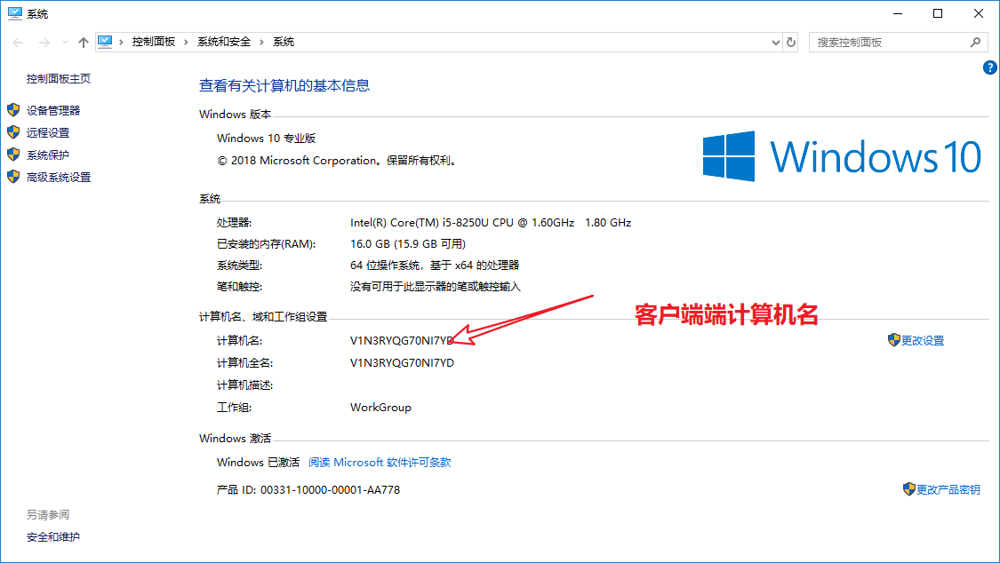 系统
控制面板 系统和安全 系统
搜索控制面板
?
控制面板主页
设备管理器
远程设置
系统保护
高级系统设置
另请参阅
安全和维护
查看有关计算机的基本信息
Windows 版本
Windows 10 专业版
© 2018 Microsoft Corporation。保留所有权利。
Windows 10
系统
处理器: Intel(R) Core(TM) i5-8250U CPU @ 1.60GHz 1.80 GHz
已安装的内存(RAM): 16.0 GB (15.9 GB 可用)
系统类型: 64 位操作系统，基于 x64 的处理器
笔和触控: 没有可用于此显示器的笔或触控输入
客户端端计算机名
计算机名、域和工作组设置
计算机名: V1N3RYQG70NI7YD
更改设置
计算机全名: V1N3RYQG70NI7YD
计算机描述:
工作组: WorkGroup
Windows 激活
Windows 已激活 阅读 Microsoft 软件许可条款
产品 ID: 00331-10000-00001-AA778
更改产品密钥